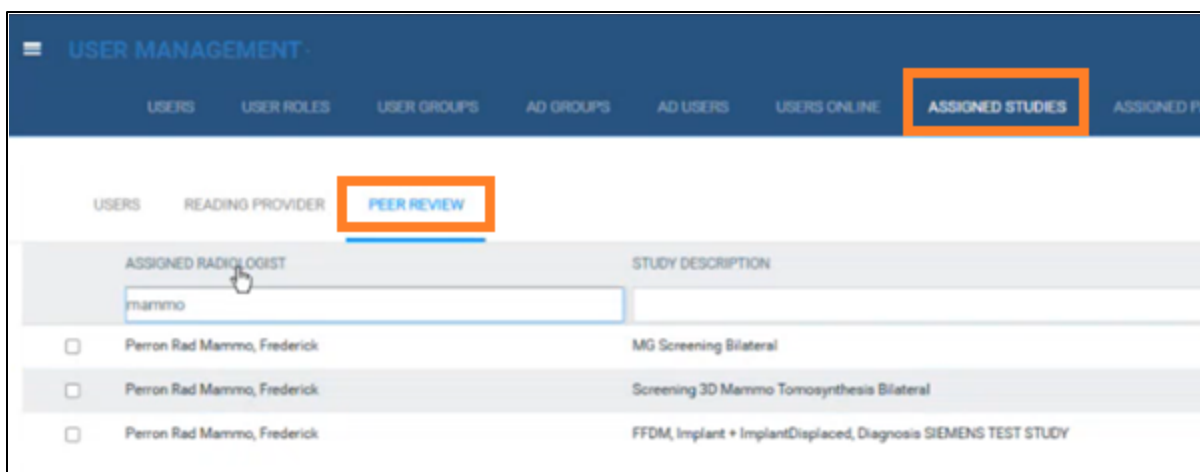 USER MANAGEMENT
USERS USER ROLES USER GROUPS AD GROUPS AD USERS USERS ONLINE ASSIGNED STUDIES ASSIGNED P
USERS READING PROVIDER PEER REVIEW
ASSIGNED RADIOLOGIST STUDY DESCRIPTION
mammo
Perron Rad Mammo, Frederick MG Screening Bilateral
Perron Rad Mammo, Frederick Screening 3D Mammo Tomosynthesis Bilateral
Perron Rad Mammo, Frederick FFDM, Implant + ImplantDisplaced, Diagnosis SIEMENS TEST STUDY